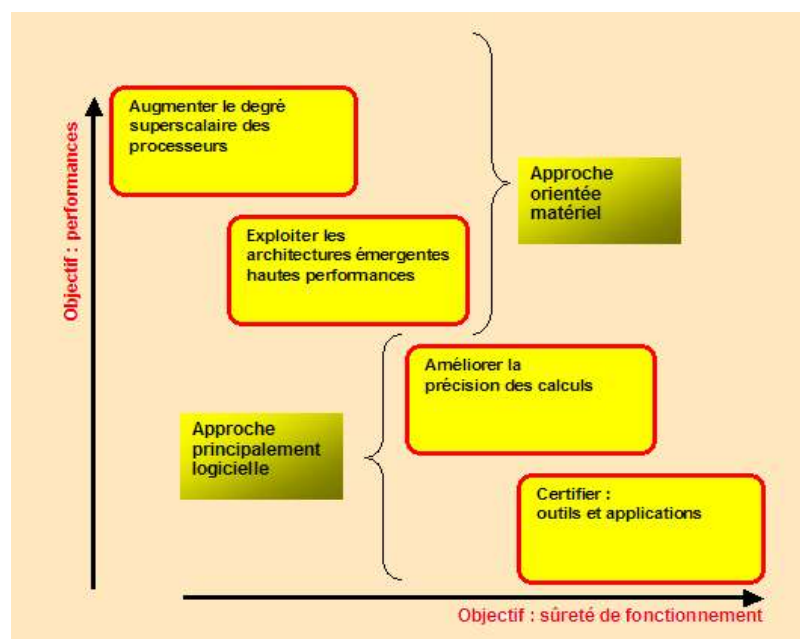 Augmenter le degré
superscalaire des
processeurs
Objectif : performances
Approche
orientée
matériel
Exploiter les
architectures émergentes
hautes performances
Améliorer la
précision des calculs
Approche
principalement
logicielle
Certifier :
outils et applications
Objectif : sûreté de fonctionnement